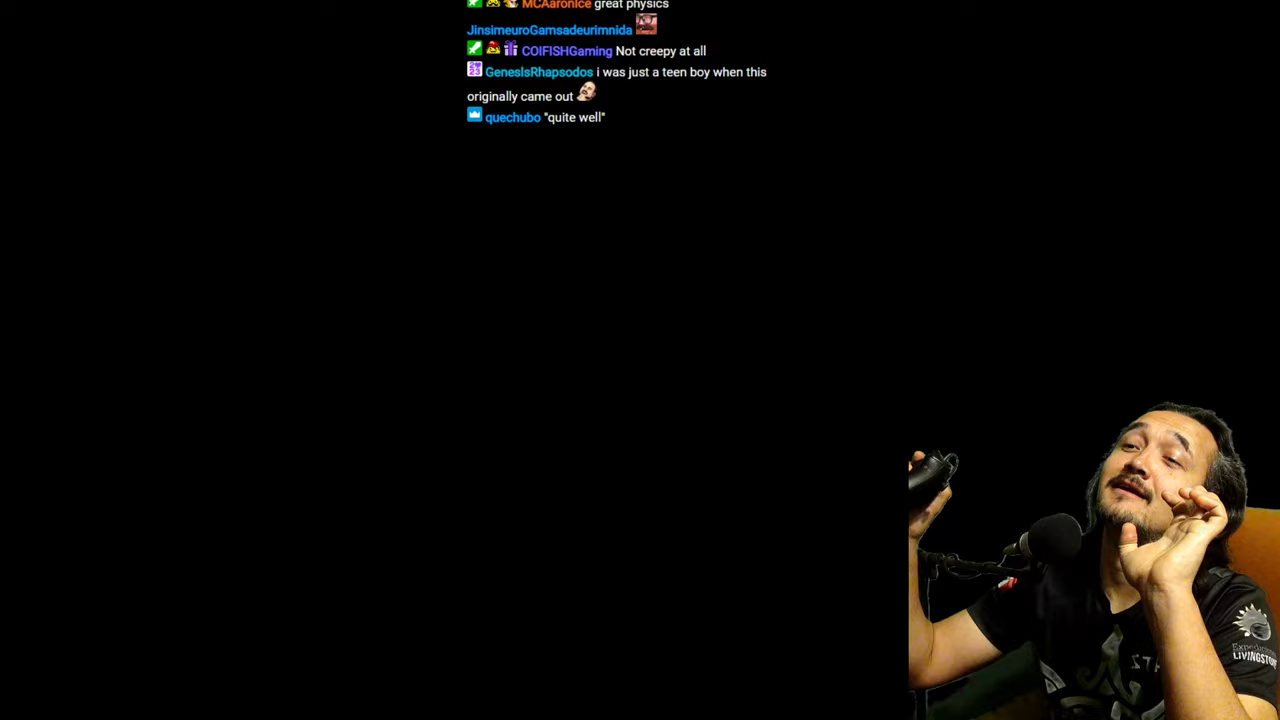 MCAaronIce great physics
JinsimeuroGamsadeurimnida
COIFISHGaming Not creepy at all
GenesIsRhapsodos i was just a teen boy when this
originally came out
quechubo "quite well"
LIVINGSTONE